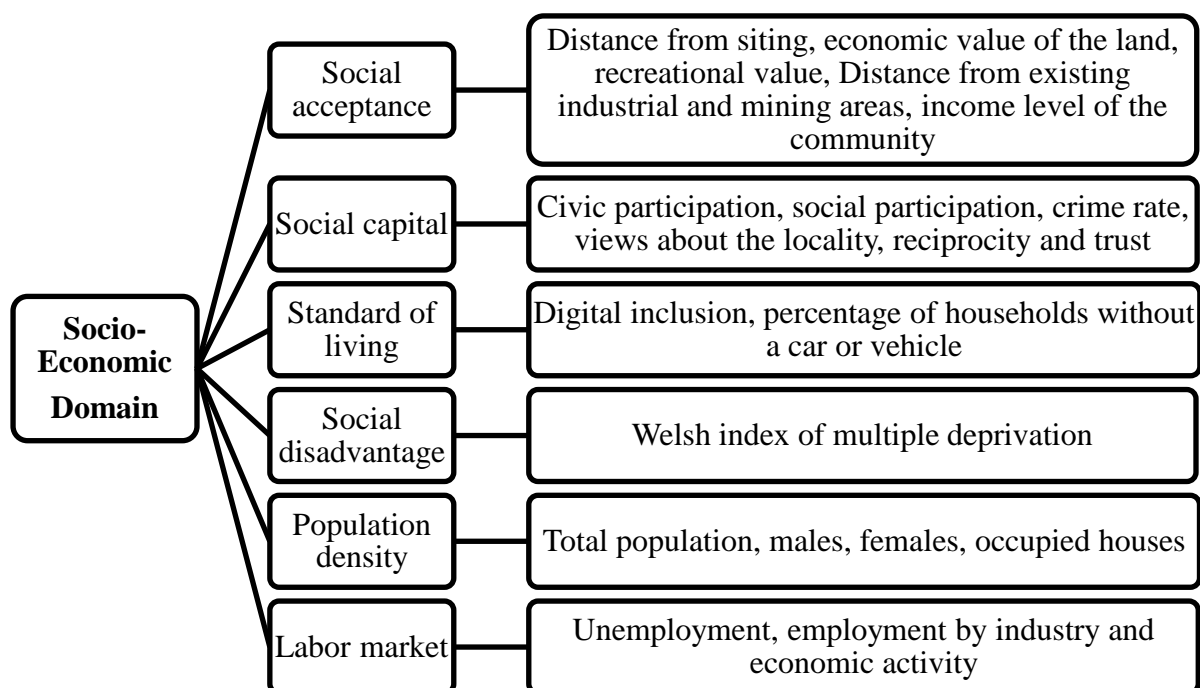 Social
acceptance
Distance from siting, economic value of the land,
recreational value, Distance from existing
industrial and mining areas, income level of the
community
Social capital
Civic participation, social participation, crime rate,
views about the locality, reciprocity and trust
Socio-
Economic
Domain
Standard of
living
Digital inclusion, percentage of households without
a car or vehicle
Social
disadvantage
Welsh index of multiple deprivation
Population
density
Total population, males, females, occupied houses
Labor market
Unemployment, employment by industry and
economic activity